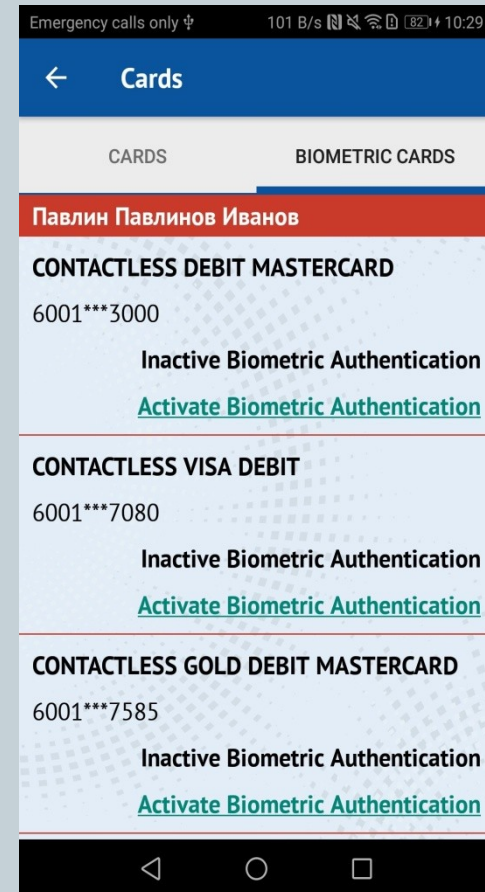 Emergency calls only 101 B/s 82 10:29
Cards
CARDS BIOMETRIC CARDS
Павлин Павлинов Иванов
CONTACTLESS DEBIT MASTERCARD
6001***3000
Inactive Biometric Authentication
Activate Biometric Authentication
CONTACTLESS VISA DEBIT
6001***7080
Inactive Biometric Authentication
Activate Biometric Authentication
CONTACTLESS GOLD DEBIT MASTERCARD
6001***7585
Inactive Biometric Authentication
Activate Biometric Authentication